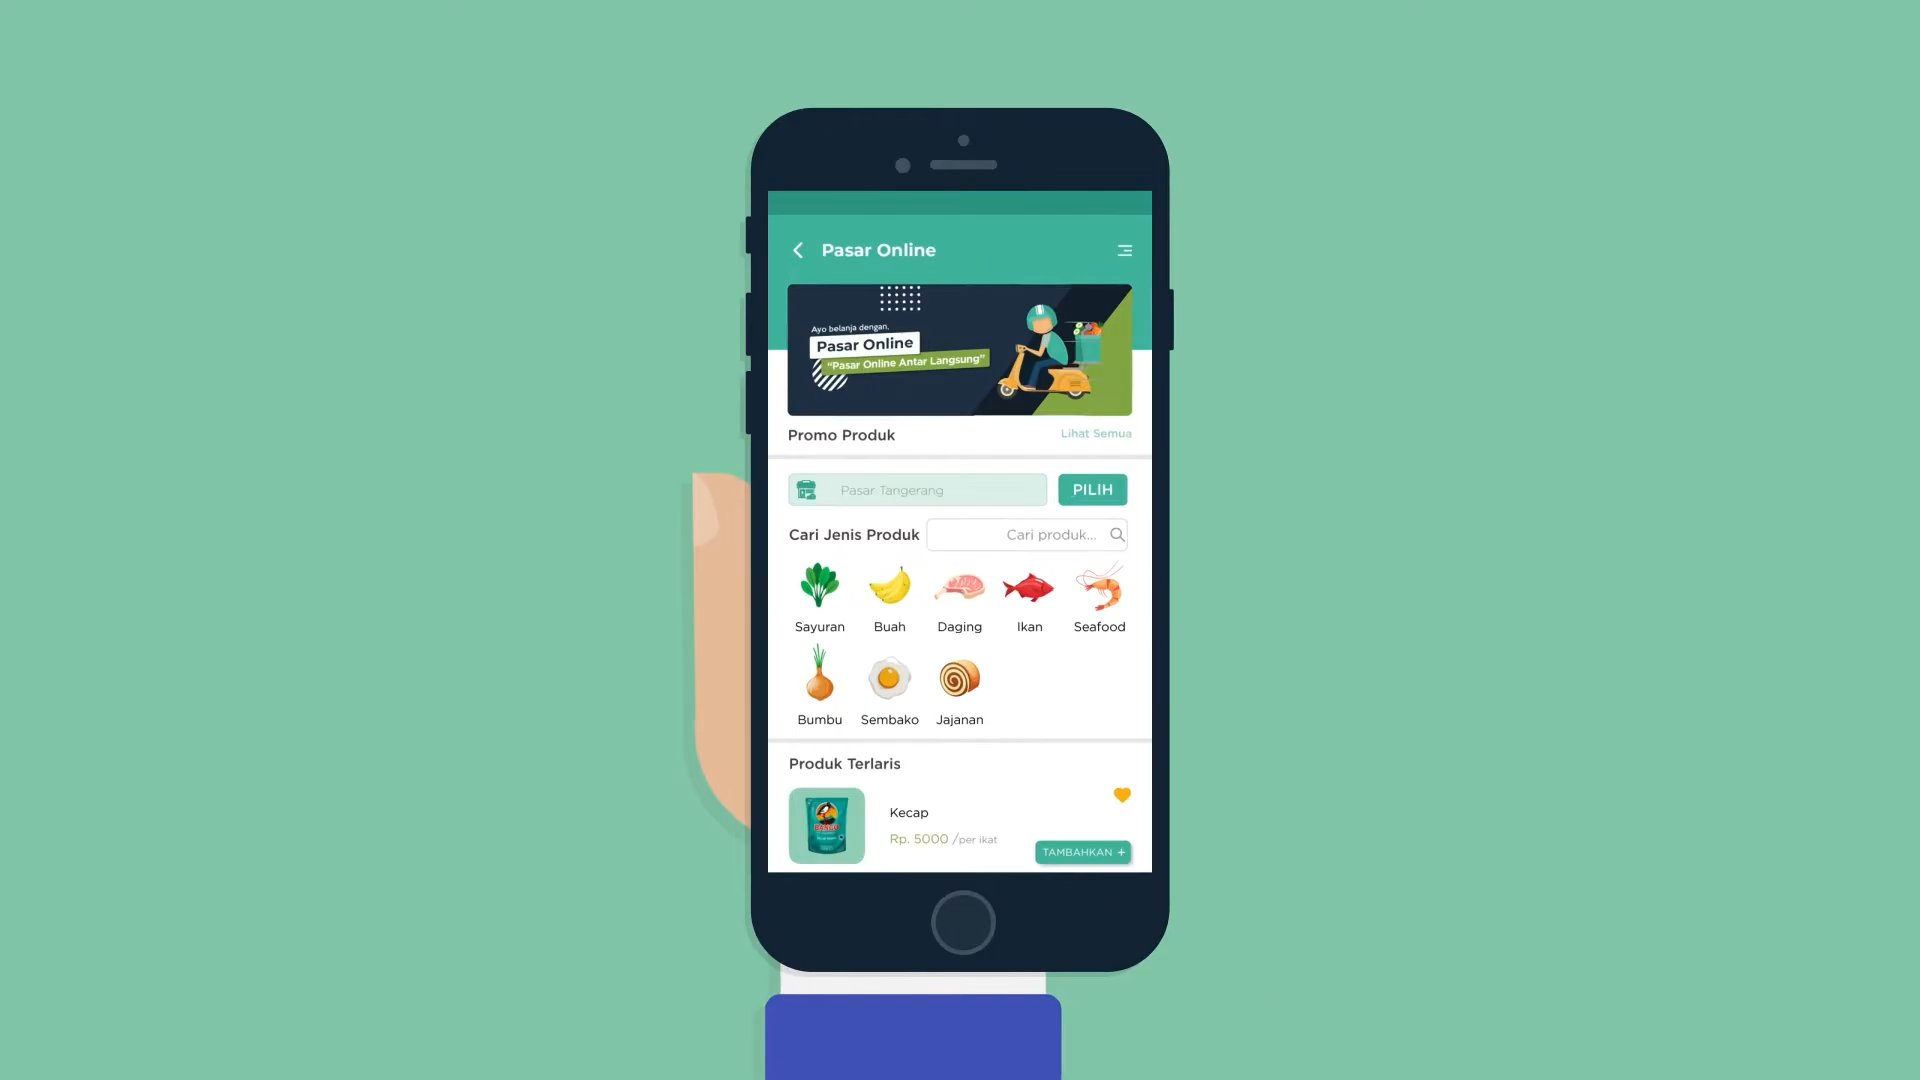 Pasar Online
Ayo belanja dengan,
Pasar Online
“Pasar Online Antar Langsung”
Promo Produk
Lihat Semua
Pasar Tangerang
PILIH
Cari Jenis Produk
Cari produk...
Sayuran
Buah
Daging
Ikan
Seafood
Bumbu
Sembako
Jajanan
Produk Terlaris
BANGO
Kecap
Rp. 5000 /per ikat
TAMBAHKAN +